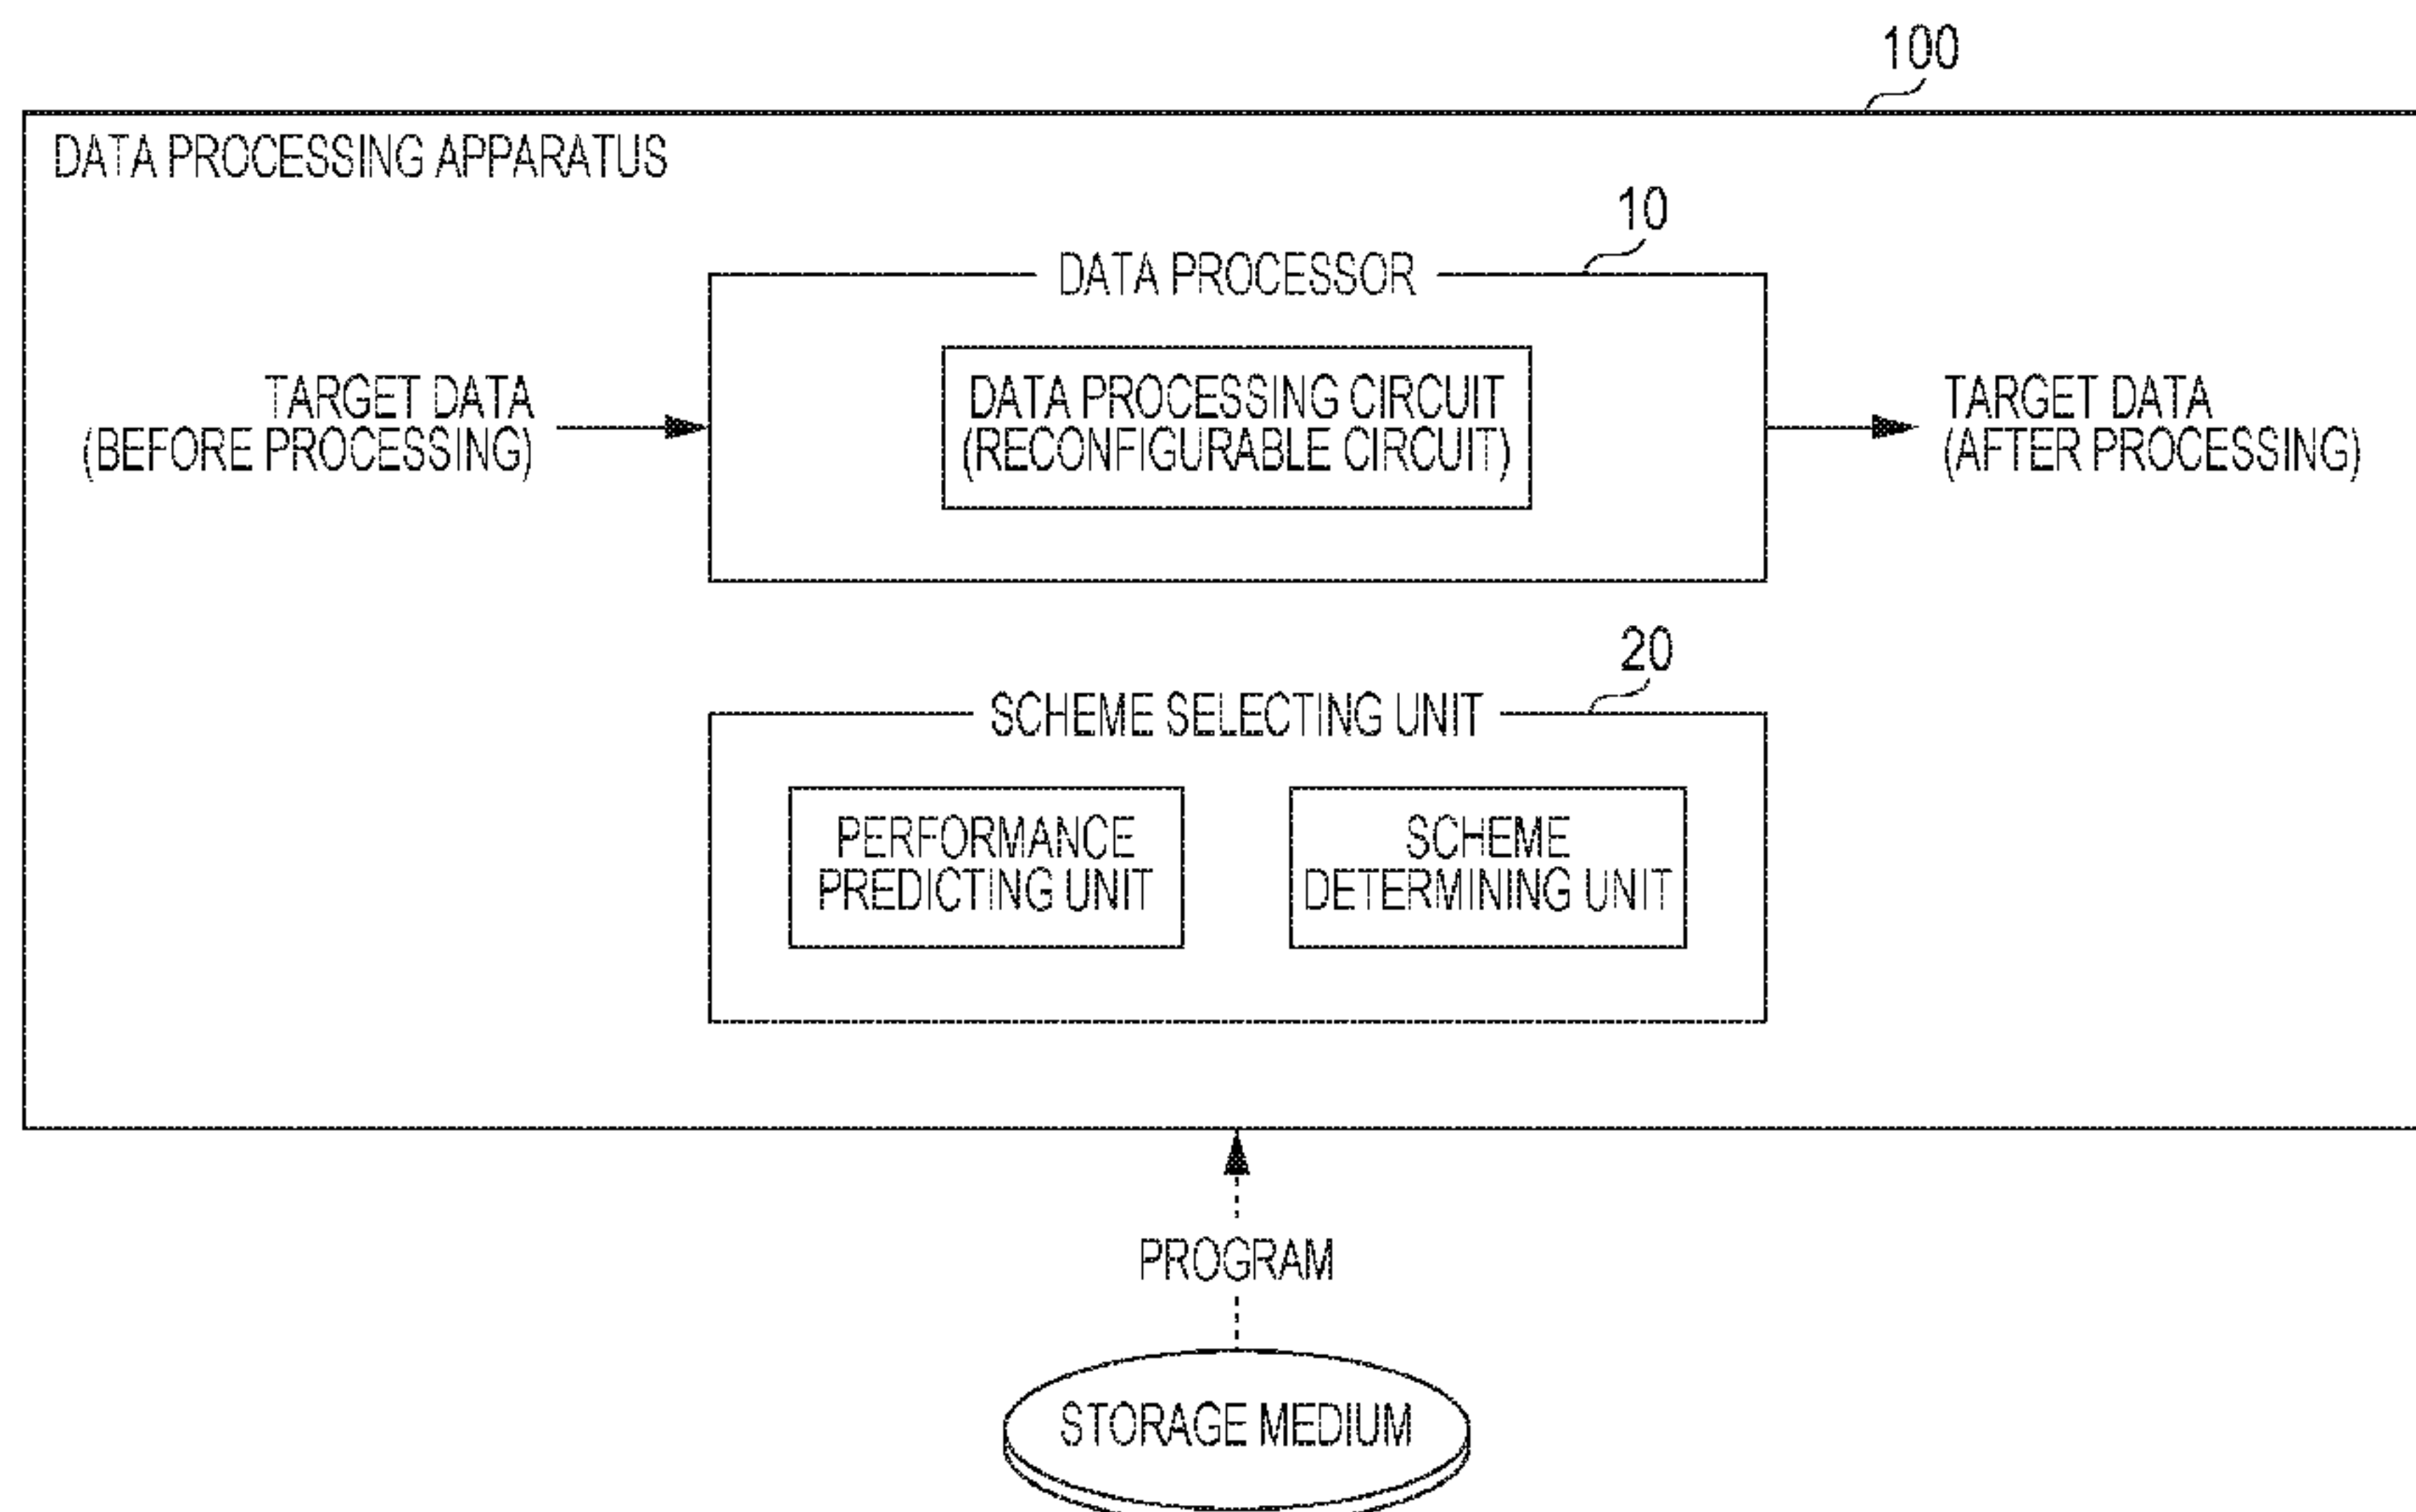 100
DATA PROCESSING APPARATUS
10
DATA PROCESSOR
TARGET DATA
(BEFORE PROCESSING)
DATA PROCESSING CIRCUIT
(RECONFIGURABLE CIRCUIT)
TARGET DATA
(AFTER PROCESSING)
20
SCHEME SELECTING UNIT
PERFORMANCE
PREDICTING UNIT
SCHEME
DETERMINING UNIT
PROGRAM
STORAGE MEDIUM